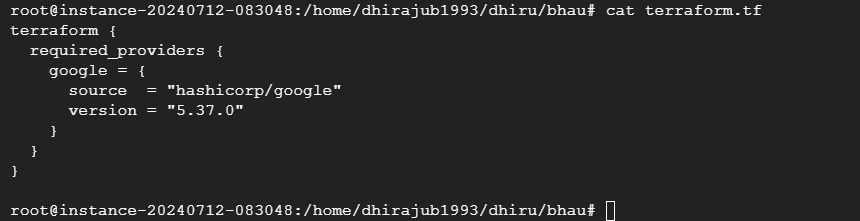 root@instance-20240712-083048:/home/dhirajub1993/dhiru/bhau# cat terraform.tf
terraform {
  required_providers {
    google = {
      source  = "hashicorp/google"
      version = "5.37.0"
    }
  }
}

root@instance-20240712-083048:/home/dhirajub1993/dhiru/bhau#